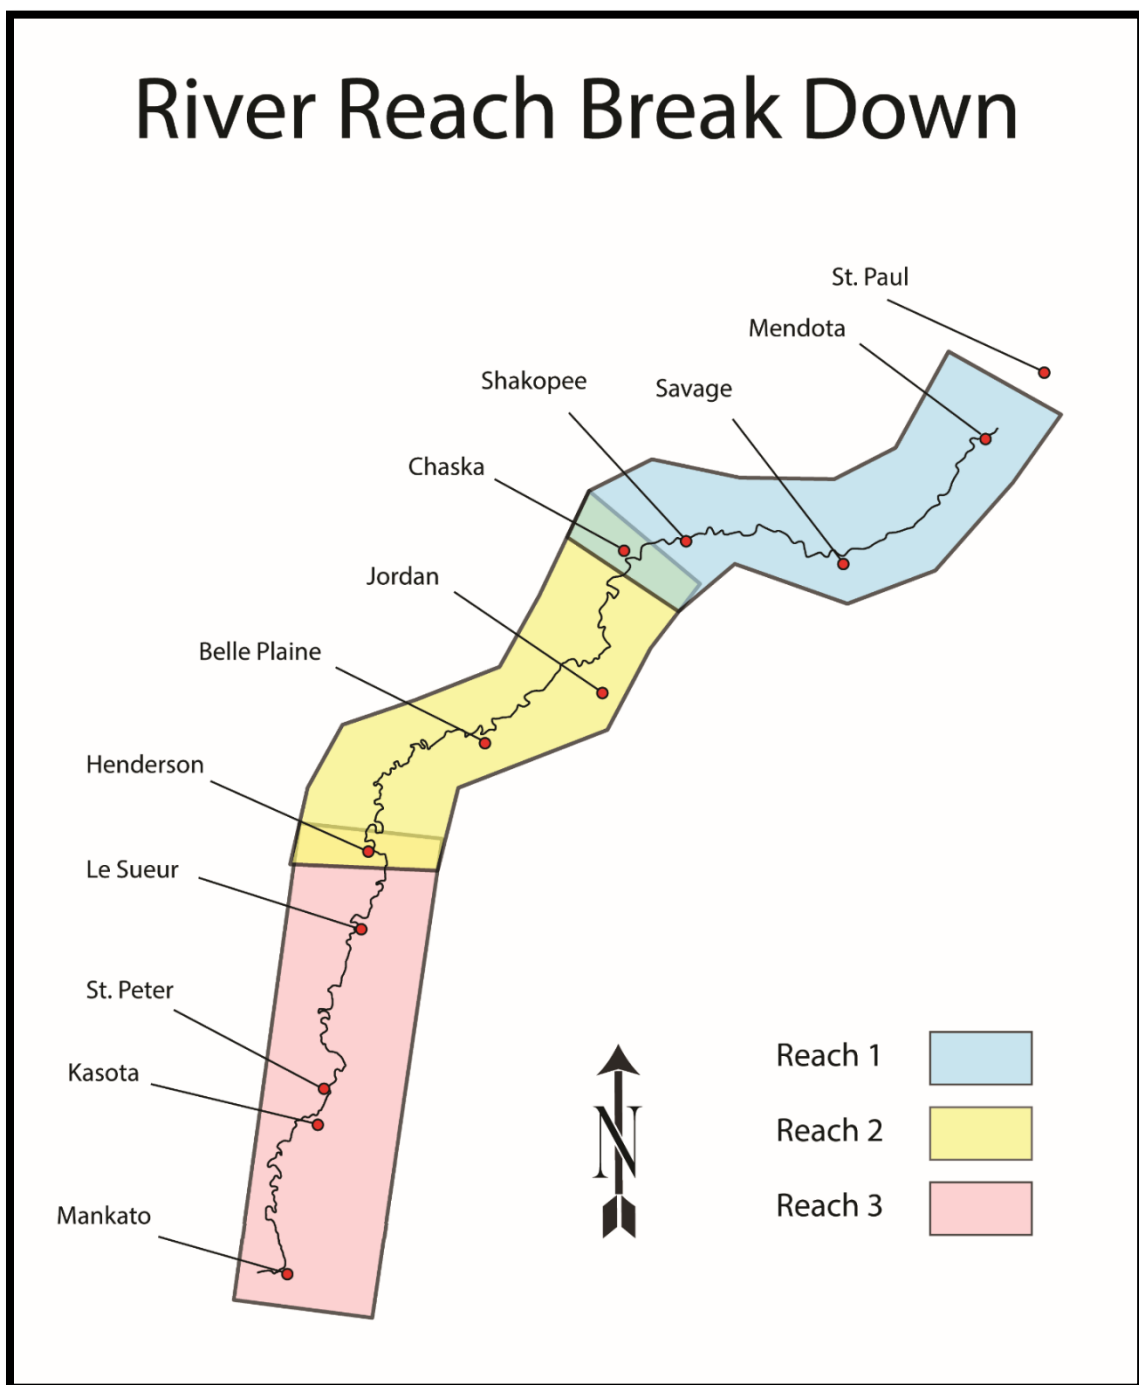 River Reach Break Down
St. Paul
Mendota
Shakopee
Savage
Chaska
Jordan
Belle Plaine
Henderson
Le Sueur
St. Peter
Kasota
Mankato
N
Reach 1
Reach 2
Reach 3